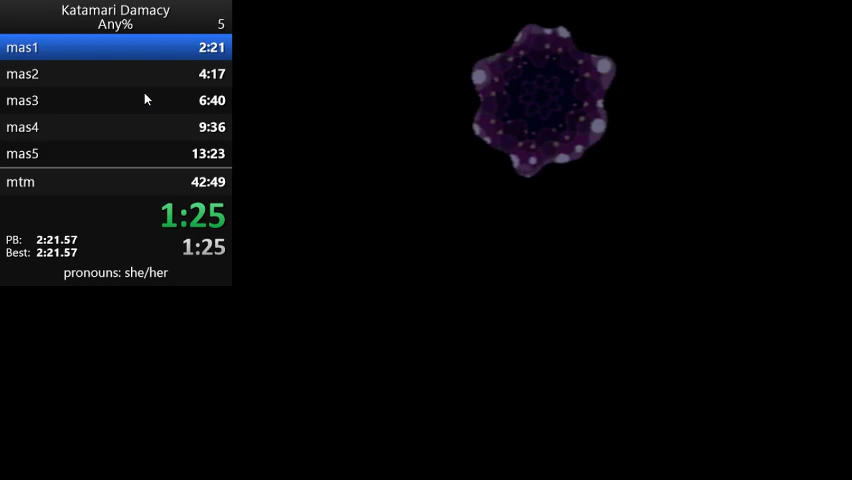 Katamari Damacy
Any% 5
mas1 2:21
mas2 4:17
mas3 6:40
mas4 9:36
mas5 13:23
mtm 42:49
1:25
PB: 2:21.57
Best: 2:21.57
1:25
pronouns: she/her